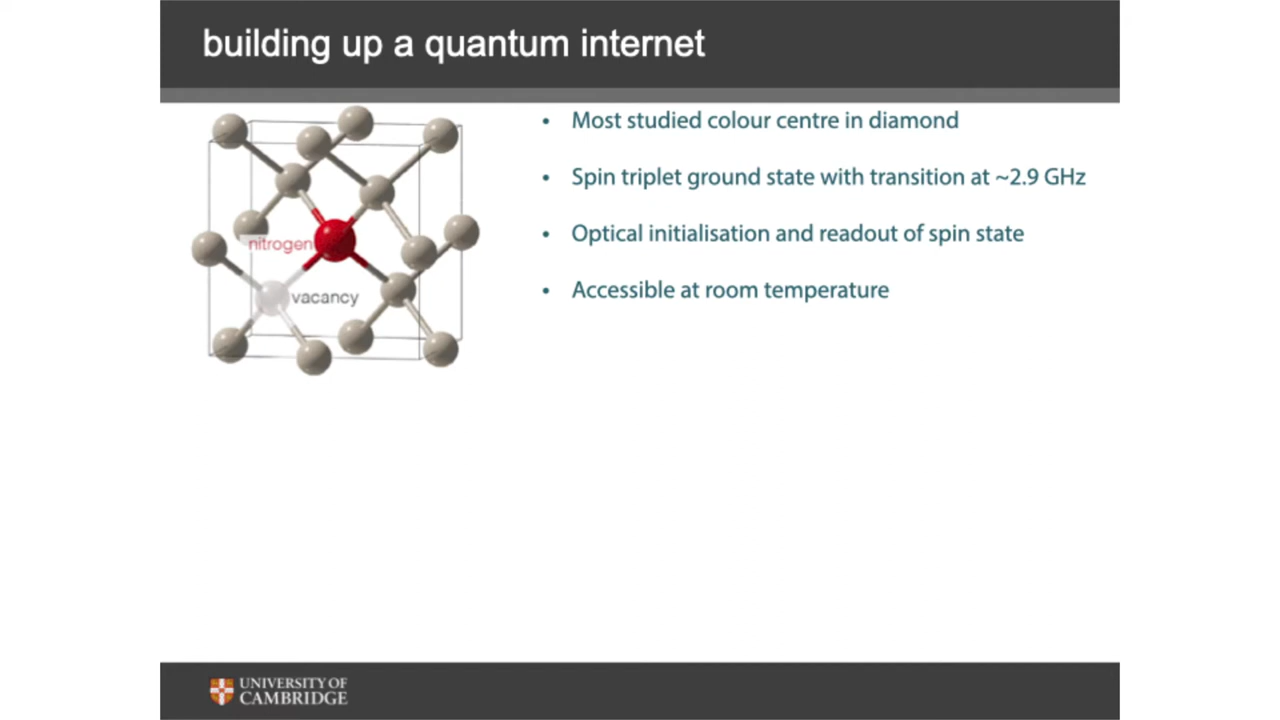 building up a quantum internet
nitrogen
vacancy
• Most studied colour centre in diamond
• Spin triplet ground state with transition at ~2.9 GHz
• Optical initialisation and readout of spin state
• Accessible at room temperature
UNIVERSITY OF
CAMBRIDGE